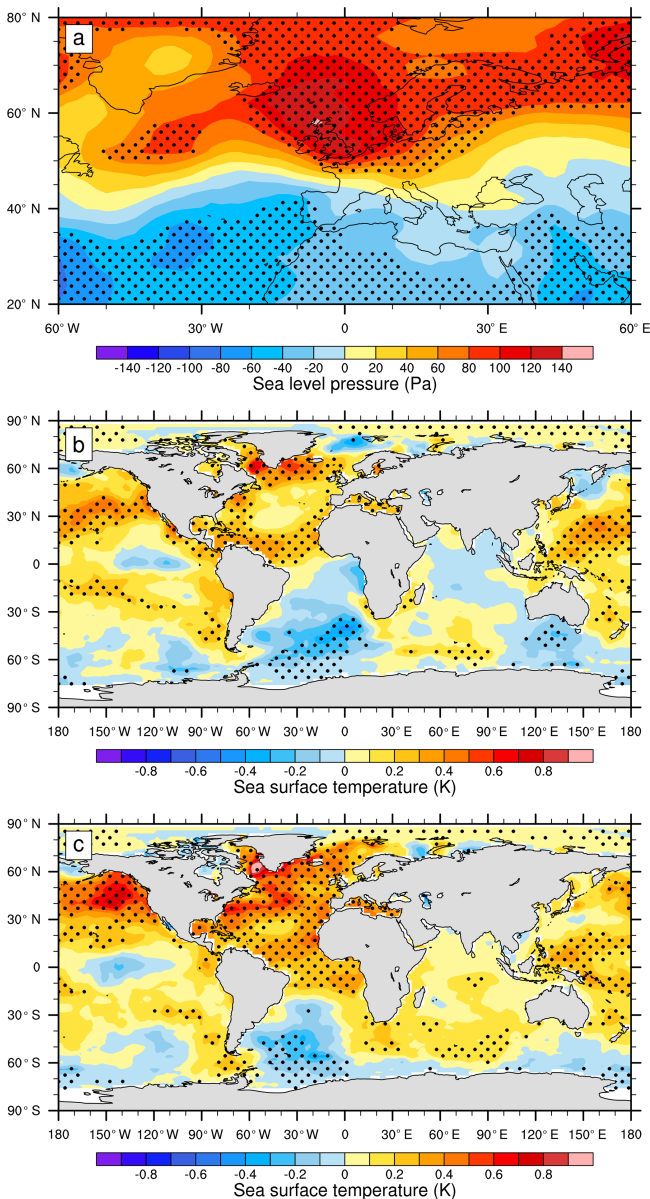 80° N
a
60° N
40° N
20° N
60° W 30° W 0 30° E 60° E
-140 -120 -100 -80 -60 -40 -20 0 20 40 60 80 100 120 140
Sea level pressure (Pa)
90° N
b
60° N
30° N
0
30° S
60° S
90° S
180 150° W 120° W 90° W 60° W 30° W 0 30° E 60° E 90° E 120° E 150° E 180
-0.8 -0.6 -0.4 -0.2 0 0.2 0.4 0.6 0.8
Sea surface temperature (K)
90° N
c
60° N
30° N
0
30° S
60° S
90° S
180 150° W 120° W 90° W 60° W 30° W 0 30° E 60° E 90° E 120° E 150° E 180
-0.8 -0.6 -0.4 -0.2 0 0.2 0.4 0.6 0.8
Sea surface temperature (K)